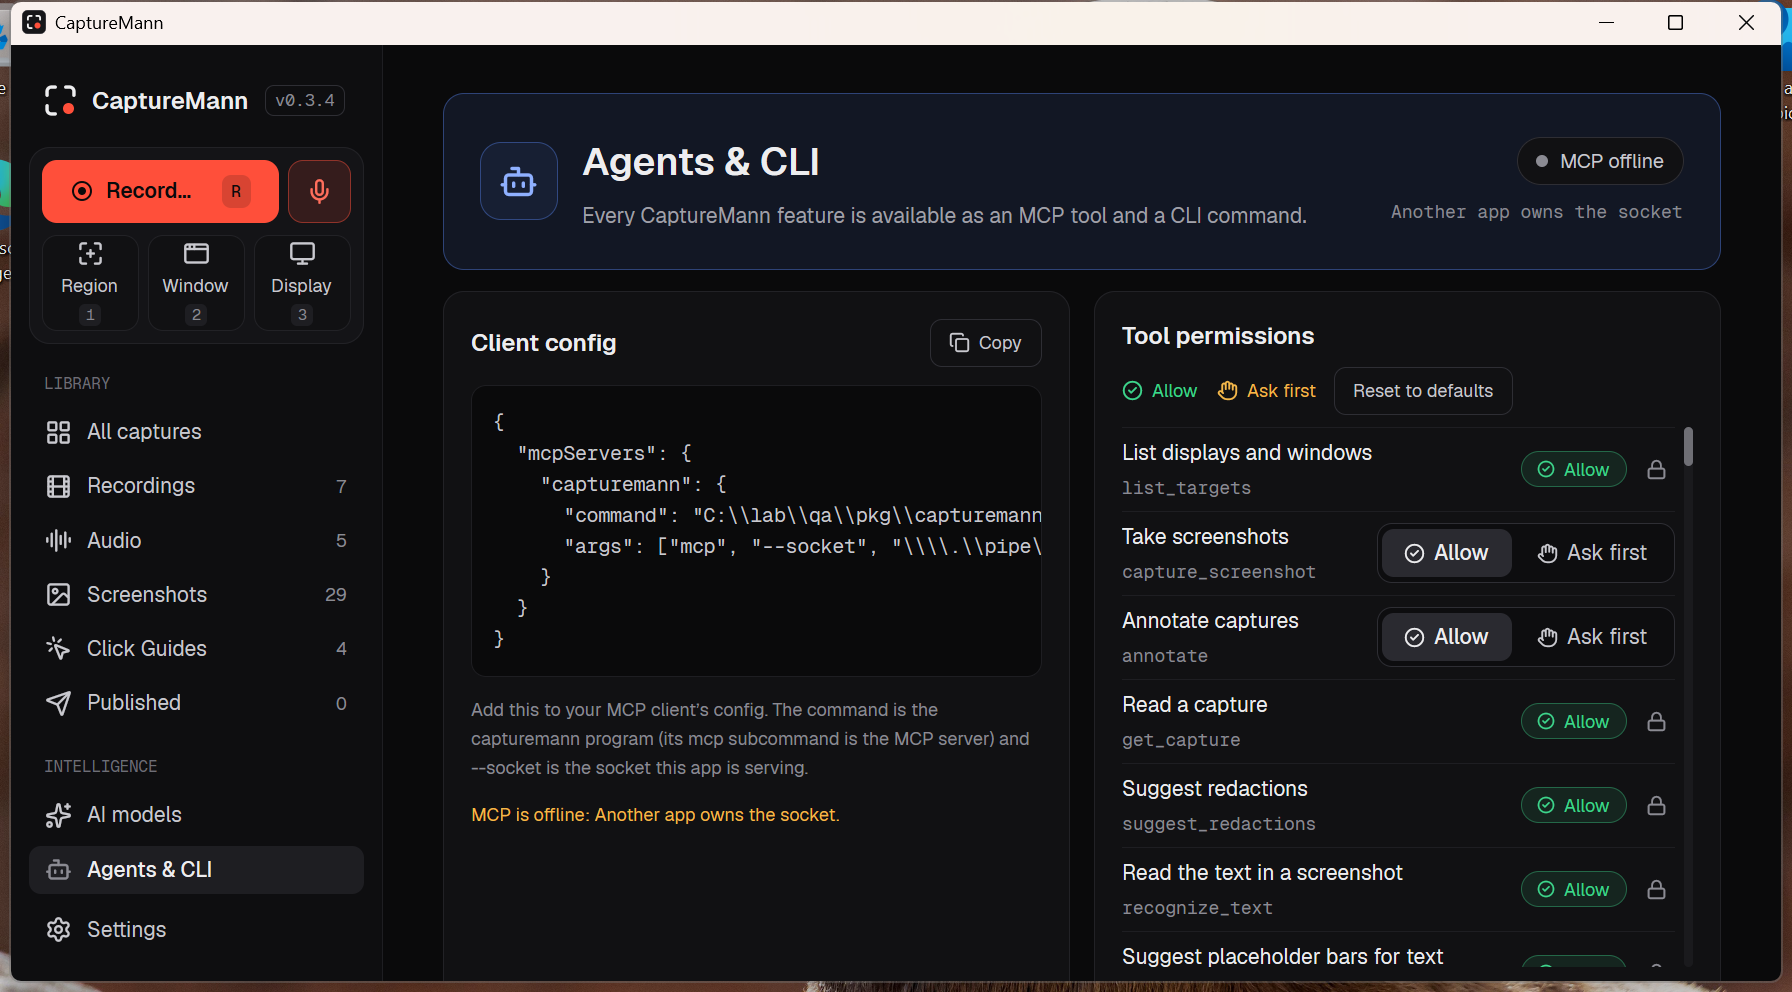 CaptureMann
CaptureMann v0.3.4
Record... R
Region
1
Window
2
Display
3
LIBRARY
All captures
Recordings 7
Audio 5
Screenshots 29
Click Guides 4
Published 0
INTELLIGENCE
AI models
Agents & CLI
Settings
Agents & CLI
Every CaptureMann feature is available as an MCP tool and a CLI command.
MCP offline
Another app owns the socket
Client config
Copy
{
"mcpServers": {
"capturemann": {
"command": "C:\\lab\\qa\\pkg\\capturemann
"args": ["mcp", "--socket", "\\\\.\\pipe\
}
}
}
Add this to your MCP client’s config. The command is the
capturemann program (its mcp subcommand is the MCP server) and
--socket is the socket this app is serving.
MCP is offline: Another app owns the socket.
Tool permissions
Allow Ask first Reset to defaults
List displays and windows
list_targets
Allow
Take screenshots
capture_screenshot
Allow Ask first
Annotate captures
annotate
Allow Ask first
Read a capture
get_capture
Allow
Suggest redactions
suggest_redactions
Allow
Read the text in a screenshot
recognize_text
Allow
Suggest placeholder bars for text